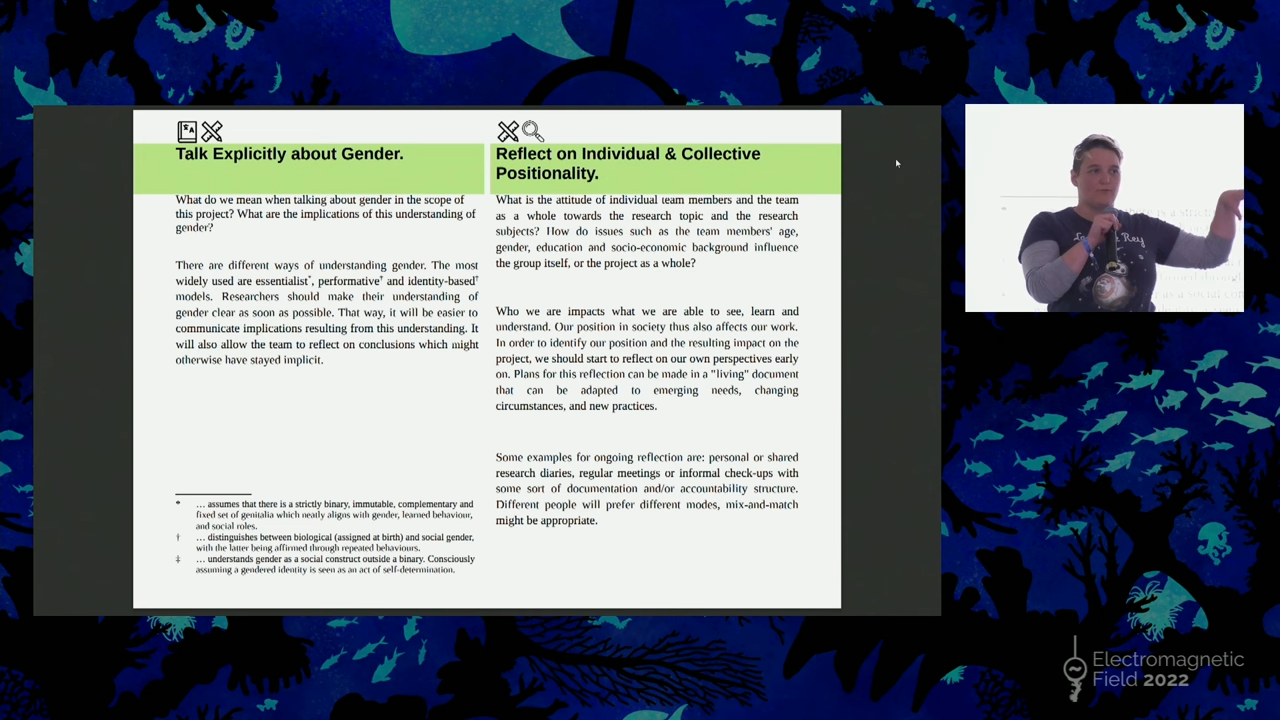 Talk Explicitly about Gender.
What do we mean when talking about gender in the scope of
this project? What are the implications of this understanding of
gender?
There are different ways of understanding gender. The most
widely used are essentialist*, performative† and identity-based†
models. Researchers should make their understanding of
gender clear as soon as possible. That way, it will be easier to
communicate implications resulting from this understanding. It
will also allow the team to reflect on conclusions which might
otherwise have stayed implicit.
* … assumes that there is a strictly binary, immutable, complementary and
fixed set of genitalia which neatly aligns with gender, learned behaviour,
and social roles.
† … distinguishes between biological (assigned at birth) and social gender,
with the latter being affirmed through repeated behaviours.
‡ … understands gender as a social construct outside a binary. Consciously
assuming a gendered identity is seen as an act of self-determination.
Reflect on Individual & Collective
Positionality.
What is the attitude of individual team members and the team
as a whole towards the research topic and the research
subjects? How do issues such as the team members' age,
gender, education and socio-economic background influence
the group itself, or the project as a whole?
Who we are impacts what we are able to see, learn and
understand. Our position in society thus also affects our work.
In order to identify our position and the resulting impact on the
project, we should start to reflect on our own perspectives early
on. Plans for this reflection can be made in a "living" document
that can be adapted to emerging needs, changing
circumstances, and new practices.
Some examples for ongoing reflection are: personal or shared
research diaries, regular meetings or informal check-ups with
some sort of documentation and/or accountability structure.
Different people will prefer different modes, mix-and-match
might be appropriate.
Electromagnetic
Field 2022